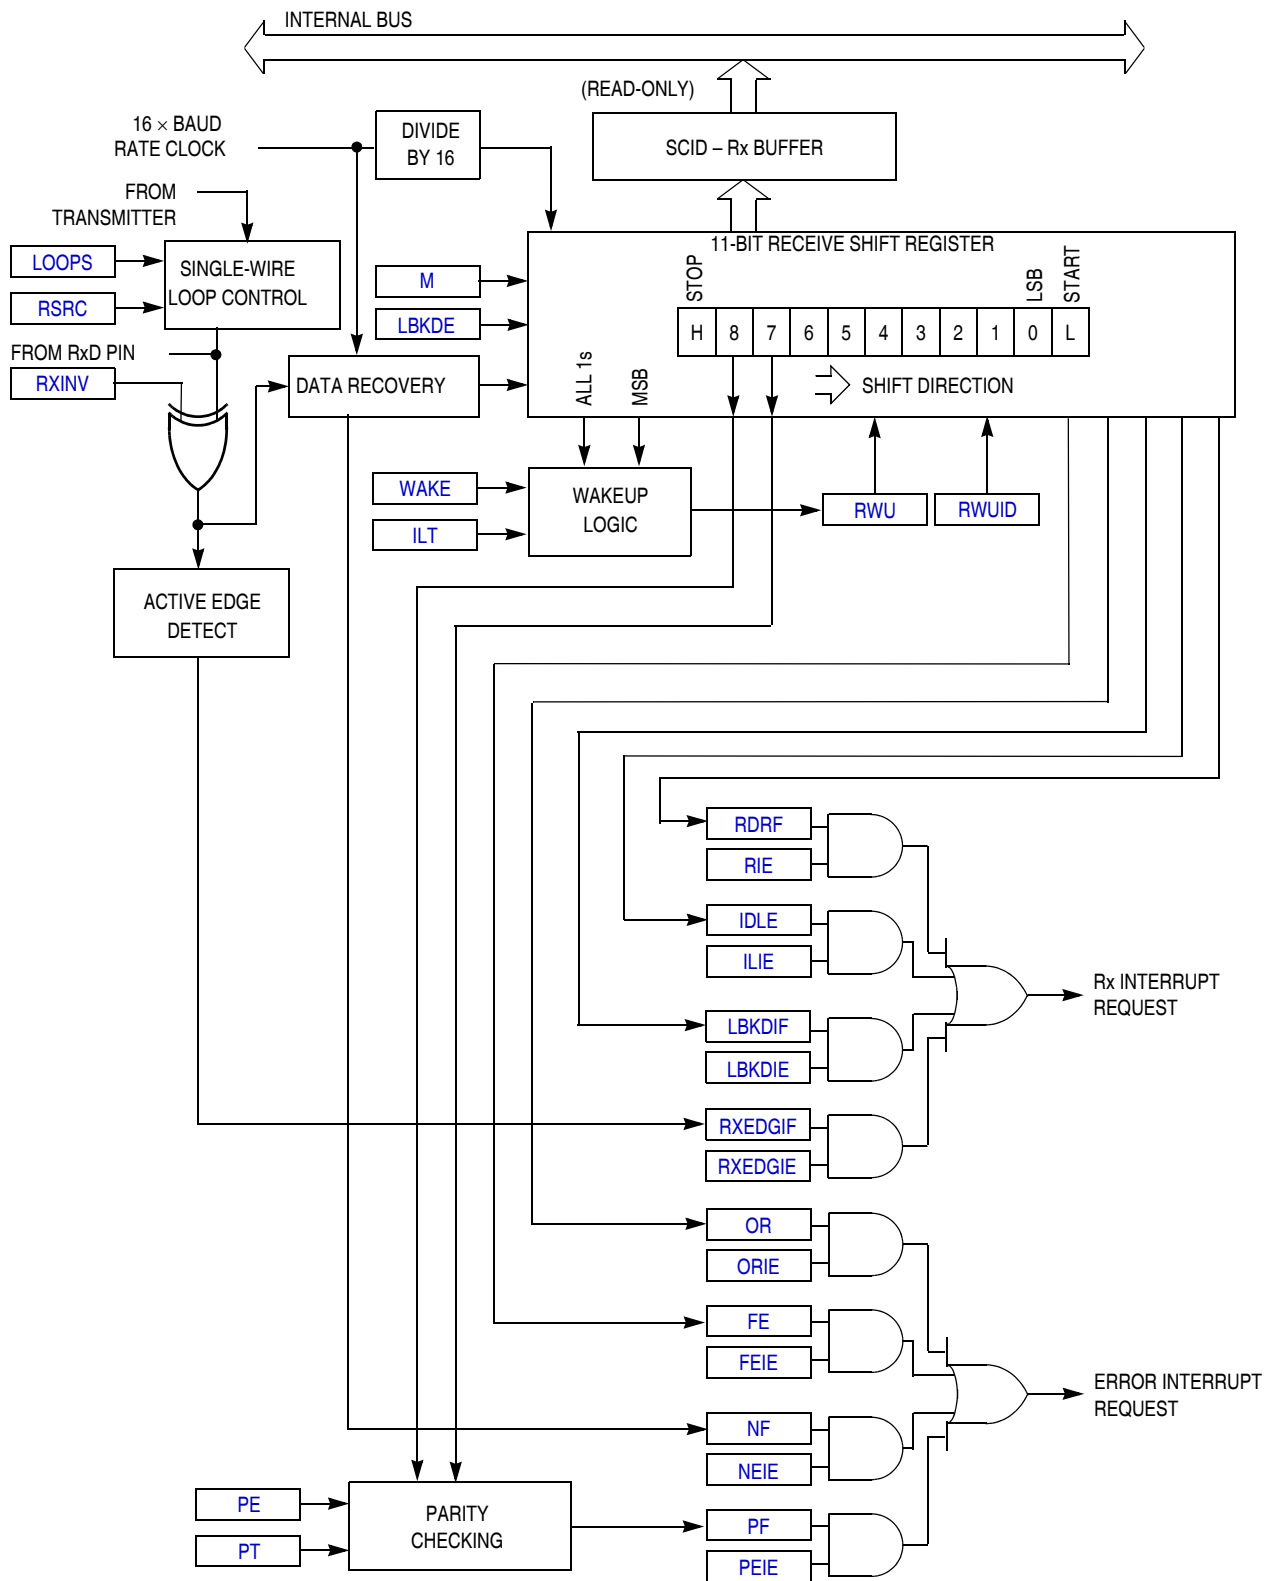 INTERNAL BUS
(READ-ONLY)
16 × BAUD
RATE CLOCK
DIVIDE
BY 16
SCID – Rx BUFFER
FROM
TRANSMITTER
11-BIT RECEIVE SHIFT REGISTER
LOOPS
RSRC
SINGLE-WIRE
LOOP CONTROL
M
LBKDE
STOP
LSB
START
H 8 7 6 5 4 3 2 1 0 L
FROM RxD PIN
RXINV
DATA RECOVERY
ALL 1s
MSB
SHIFT DIRECTION
WAKE
ILT
WAKEUP
LOGIC
RWU
RWUID
ACTIVE EDGE
DETECT
RDRF
RIE
IDLE
ILIE
Rx INTERRUPT
REQUEST
LBKDIF
LBKDIE
RXEDGIF
RXEDGIE
OR
ORIE
FE
FEIE
ERROR INTERRUPT
REQUEST
NF
NEIE
PE
PT
PARITY
CHECKING
PF
PEIE